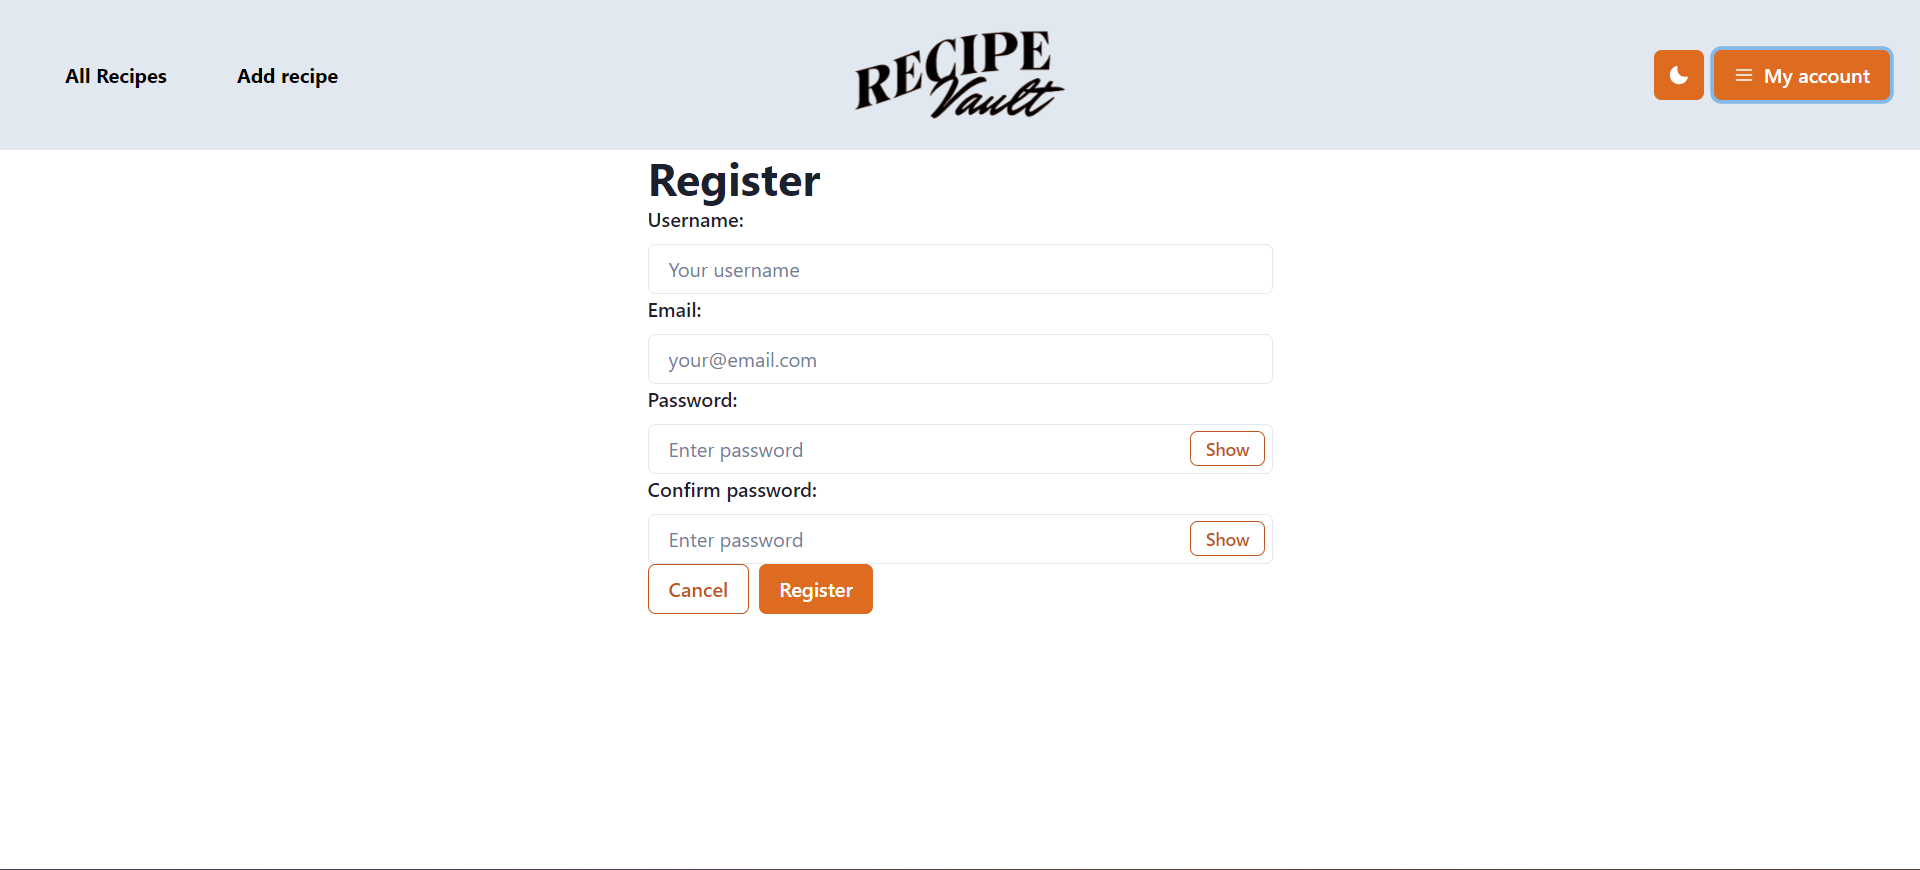 All Recipes
Add recipe
RECIPE
Vault
My account
Register
Username:
Your username
Email:
your@email.com
Password:
Enter password
Show
Confirm password:
Enter password
Show
Cancel
Register